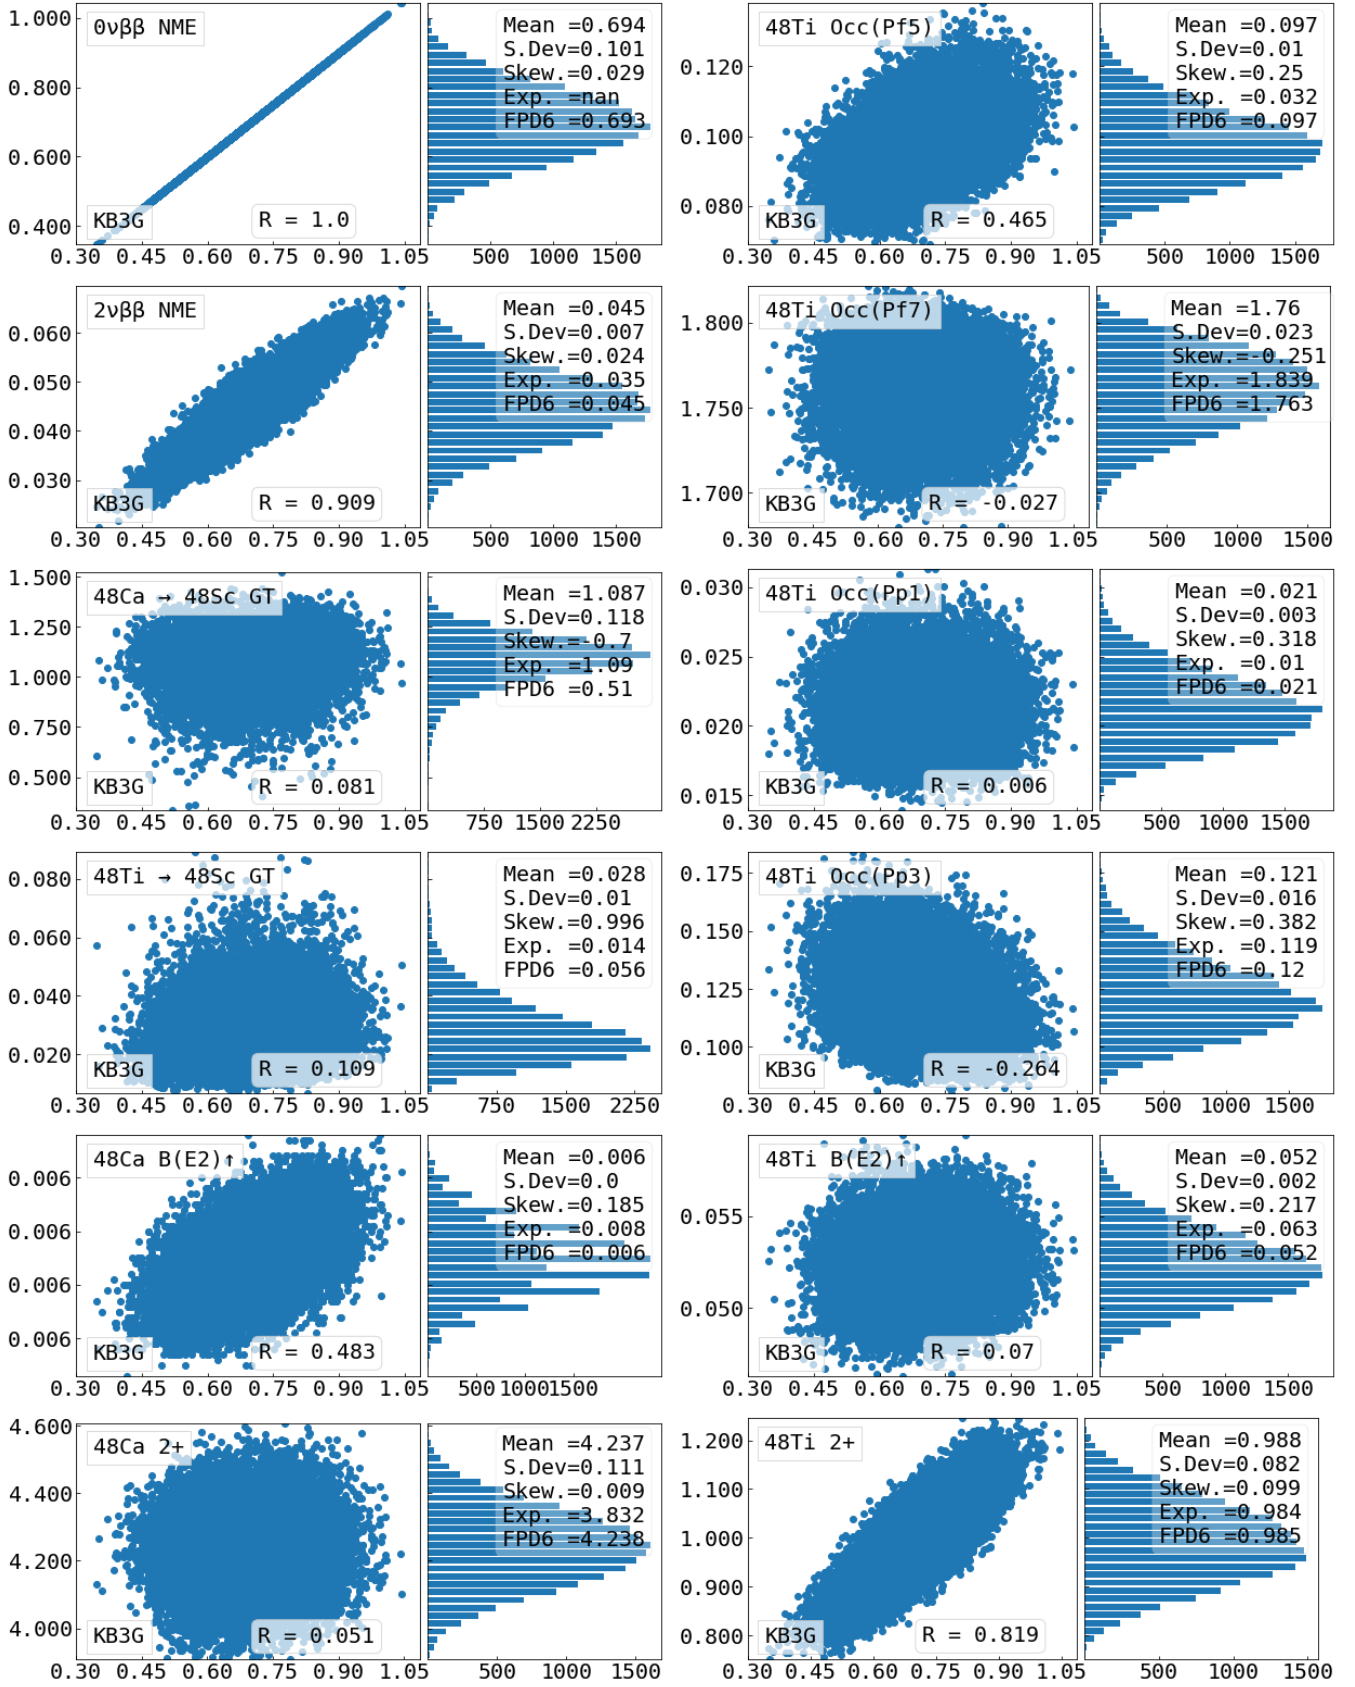 0νββ NME
1.000
0.800
0.600
0.400
KB3G
R = 1.0
0.30 0.45 0.60 0.75 0.90 1.05
Mean =0.694
S.Dev=0.101
Skew.=0.029
Exp. =nan
FPD6 =0.693
500 1000 1500
48Ti Occ(Pf5)
0.120
0.100
0.080
KB3G
R = 0.465
0.30 0.45 0.60 0.75 0.90 1.05
Mean =0.097
S.Dev=0.01
Skew.=0.25
Exp. =0.032
FPD6 =0.097
500 1000 1500
2νββ NME
0.060
0.050
0.040
0.030
KB3G
R = 0.909
0.30 0.45 0.60 0.75 0.90 1.05
Mean =0.045
S.Dev=0.007
Skew.=0.024
Exp. =0.035
FPD6 =0.045
500 1000 1500
48Ti Occ(Pf7)
1.800
1.750
1.700
KB3G
R = -0.027
0.30 0.45 0.60 0.75 0.90 1.05
Mean =1.76
S.Dev=0.023
Skew.=-0.251
Exp. =1.839
FPD6 =1.763
500 1000 1500
48Ca → 48Sc GT
1.500
1.250
1.000
0.750
0.500
KB3G
R = 0.081
0.30 0.45 0.60 0.75 0.90 1.05
Mean =1.087
S.Dev=0.118
Skew.=-0.7
Exp. =1.09
FPD6 =0.51
750 1500 2250
48Ti Occ(Pp1)
0.030
0.025
0.020
0.015
KB3G
R = 0.006
0.30 0.45 0.60 0.75 0.90 1.05
Mean =0.021
S.Dev=0.003
Skew.=0.318
Exp. =0.01
FPD6 =0.021
500 1000 1500
48Ti → 48Sc GT
0.080
0.060
0.040
0.020
KB3G
R = 0.109
0.30 0.45 0.60 0.75 0.90 1.05
Mean =0.028
S.Dev=0.01
Skew.=0.996
Exp. =0.014
FPD6 =0.056
750 1500 2250
48Ti Occ(Pp3)
0.175
0.150
0.125
0.100
KB3G
R = -0.264
0.30 0.45 0.60 0.75 0.90 1.05
Mean =0.121
S.Dev=0.016
Skew.=0.382
Exp. =0.119
FPD6 =0.12
500 1000 1500
48Ca B(E2)↑
0.006
0.006
0.006
0.006
KB3G
R = 0.483
0.30 0.45 0.60 0.75 0.90 1.05
Mean =0.006
S.Dev=0.0
Skew.=0.185
Exp. =0.008
FPD6 =0.006
500 1000 1500
48Ti B(E2)↑
0.055
0.050
KB3G
R = 0.07
0.30 0.45 0.60 0.75 0.90 1.05
Mean =0.052
S.Dev=0.002
Skew.=0.217
Exp. =0.063
FPD6 =0.052
500 1000 1500
48Ca 2+
4.600
4.400
4.200
4.000
KB3G
R = 0.051
0.30 0.45 0.60 0.75 0.90 1.05
Mean =4.237
S.Dev=0.111
Skew.=0.009
Exp. =3.832
FPD6 =4.238
500 1000 1500
48Ti 2+
1.200
1.100
1.000
0.900
0.800
KB3G
R = 0.819
0.30 0.45 0.60 0.75 0.90 1.05
Mean =0.988
S.Dev=0.082
Skew.=0.099
Exp. =0.984
FPD6 =0.985
500 1000 1500